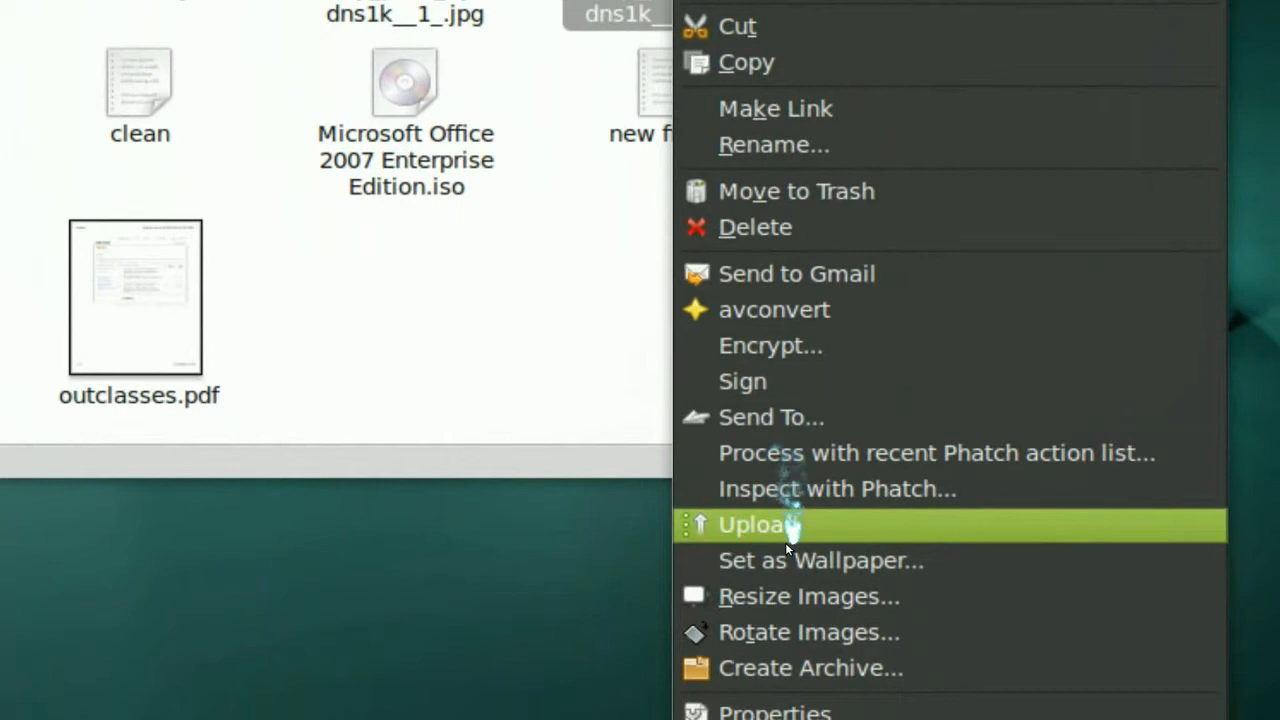 dns1k__1_.jpg
dns1k__
clean
Microsoft Office
2007 Enterprise
Edition.iso
new f
outclasses.pdf
Cut
Copy
Make Link
Rename...
Move to Trash
Delete
Send to Gmail
avconvert
Encrypt...
Sign
Send To...
Process with recent Phatch action list...
Inspect with Phatch...
Upload
Set as Wallpaper...
Resize Images...
Rotate Images...
Create Archive...
Properties